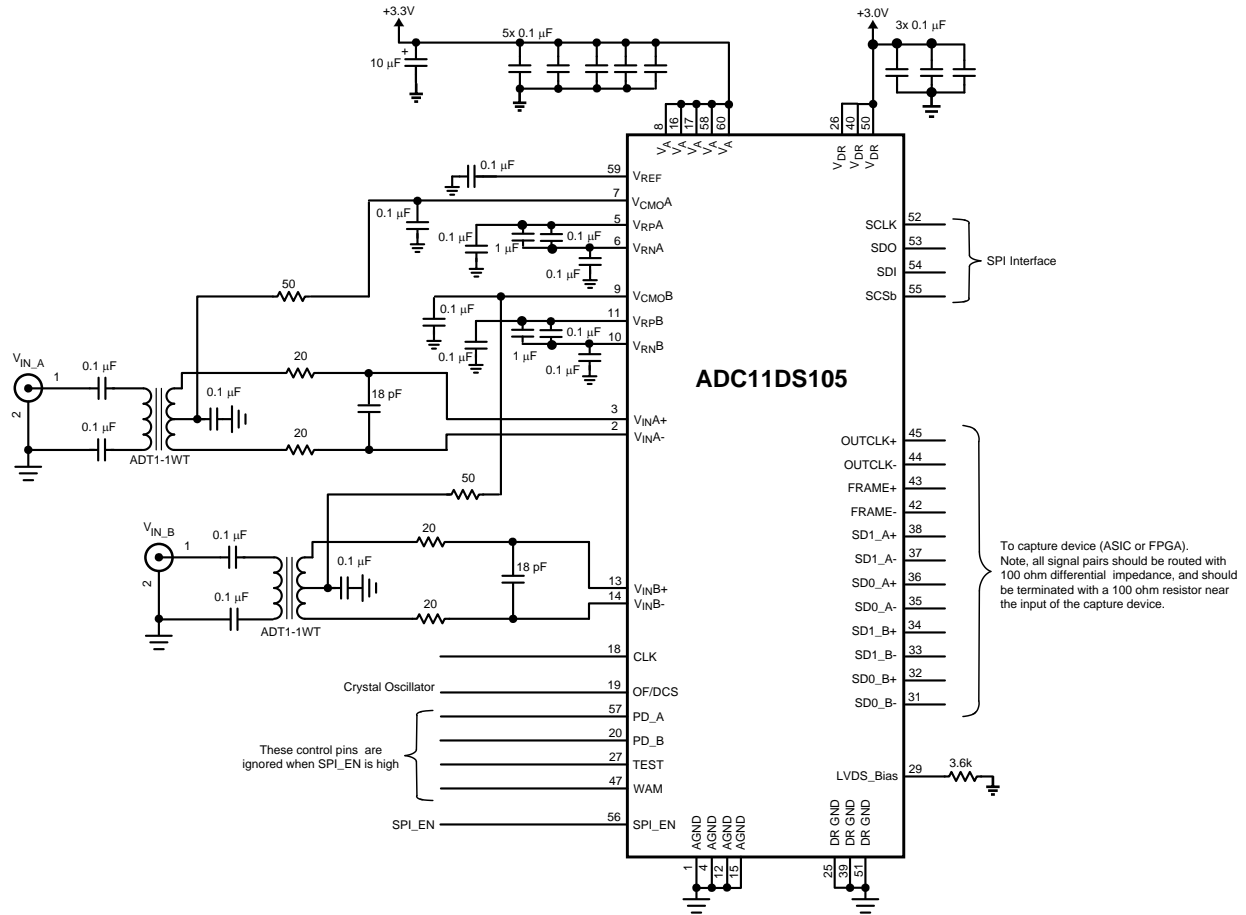 +3.3V
5x 0.1 µF
+
10 µF
+3.0V
3x 0.1 µF
8
16
17
58
60
VA
VA
VA
VA
VA
26
40
50
VDR
VDR
VDR
0.1 µF
59
VREF
7
VCMOA
0.1 µF
5
VRPA
0.1 µF
1 µF
0.1 µF
6
VRNA
0.1 µF
50
9
VCMOB
0.1 µF
11
VRPB
0.1 µF
1 µF
0.1 µF
10
VRNB
0.1 µF
SCLK
52
SDO
53
SDI
54
SCSb
55
SPI Interface
ADC11DS105
VIN_A
1
2
0.1 µF
0.1 µF
ADT1-1WT
0.1 µF
20
20
18 pF
3
VINA+
2
VINA-
50
VIN_B
1
2
0.1 µF
0.1 µF
ADT1-1WT
0.1 µF
20
20
18 pF
13
VINB+
14
VINB-
OUTCLK+
45
OUTCLK-
44
FRAME+
43
FRAME-
42
SD1_A+
38
SD1_A-
37
SD0_A+
36
SD0_A-
35
SD1_B+
34
SD1_B-
33
SD0_B+
32
SD0_B-
31
To capture device (ASIC or FPGA).
Note, all signal pairs should be routed with
100 ohm differential impedance, and should
be terminated with a 100 ohm resistor near
the input of the capture device.
18
CLK
Crystal Oscillator
19
OF/DCS
57
PD_A
20
PD_B
These control pins are
ignored when SPI_EN is high
27
TEST
47
WAM
SPI_EN
56
SPI_EN
LVDS_Bias
29
3.6k
AGND
AGND
AGND
AGND
1
4
12
15
DR GND
DR GND
DR GND
25
39
51